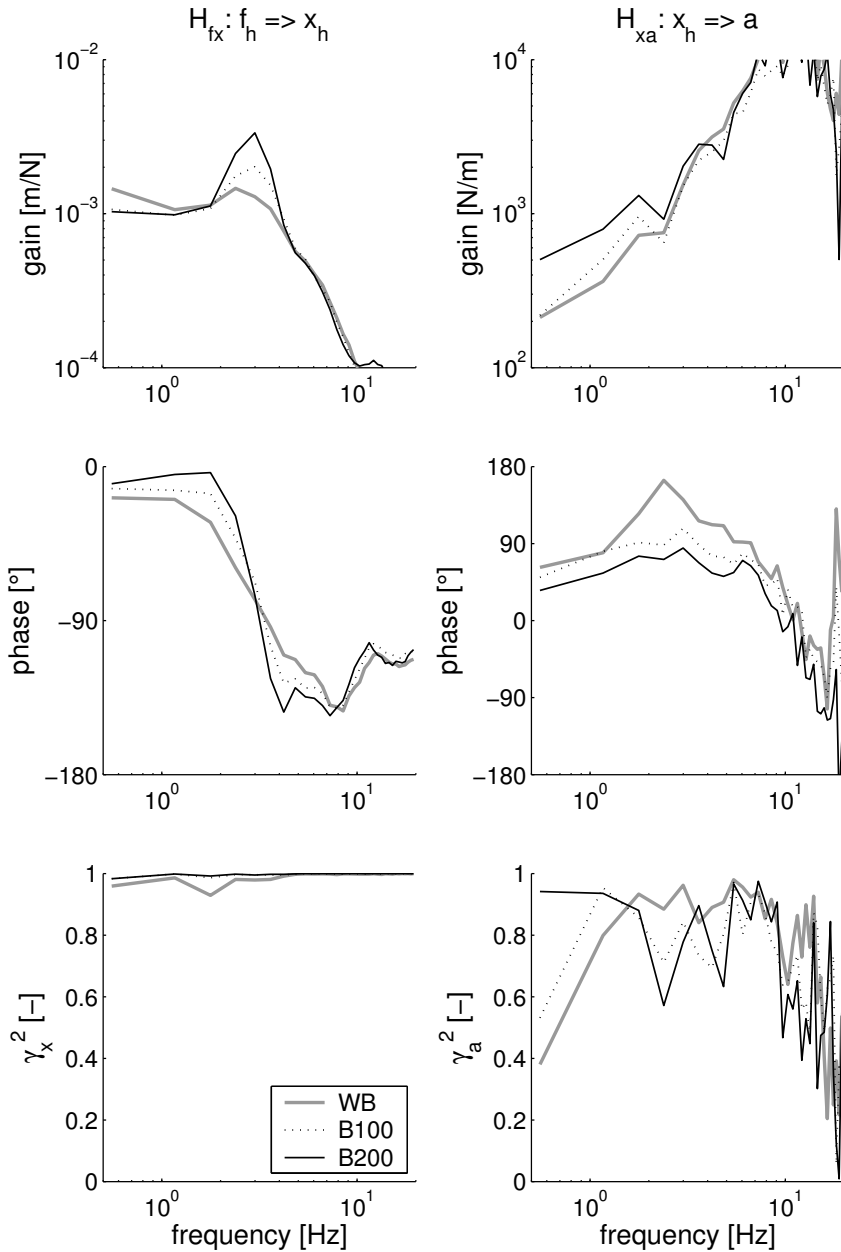 H_fx: f_h => x_h
H_xa: x_h => a
gain [m/N]
10^-2
10^-3
10^-4
10^0
10^1
gain [N/m]
10^4
10^3
10^2
10^0
10^1
phase [°]
0
−90
−180
10^0
10^1
phase [°]
180
90
0
−90
−180
10^0
10^1
γ_x^2 [−]
1
0.8
0.6
0.4
0.2
0
WB
B100
B200
10^0
10^1
frequency [Hz]
γ_a^2 [−]
1
0.8
0.6
0.4
0.2
0
10^0
10^1
frequency [Hz]